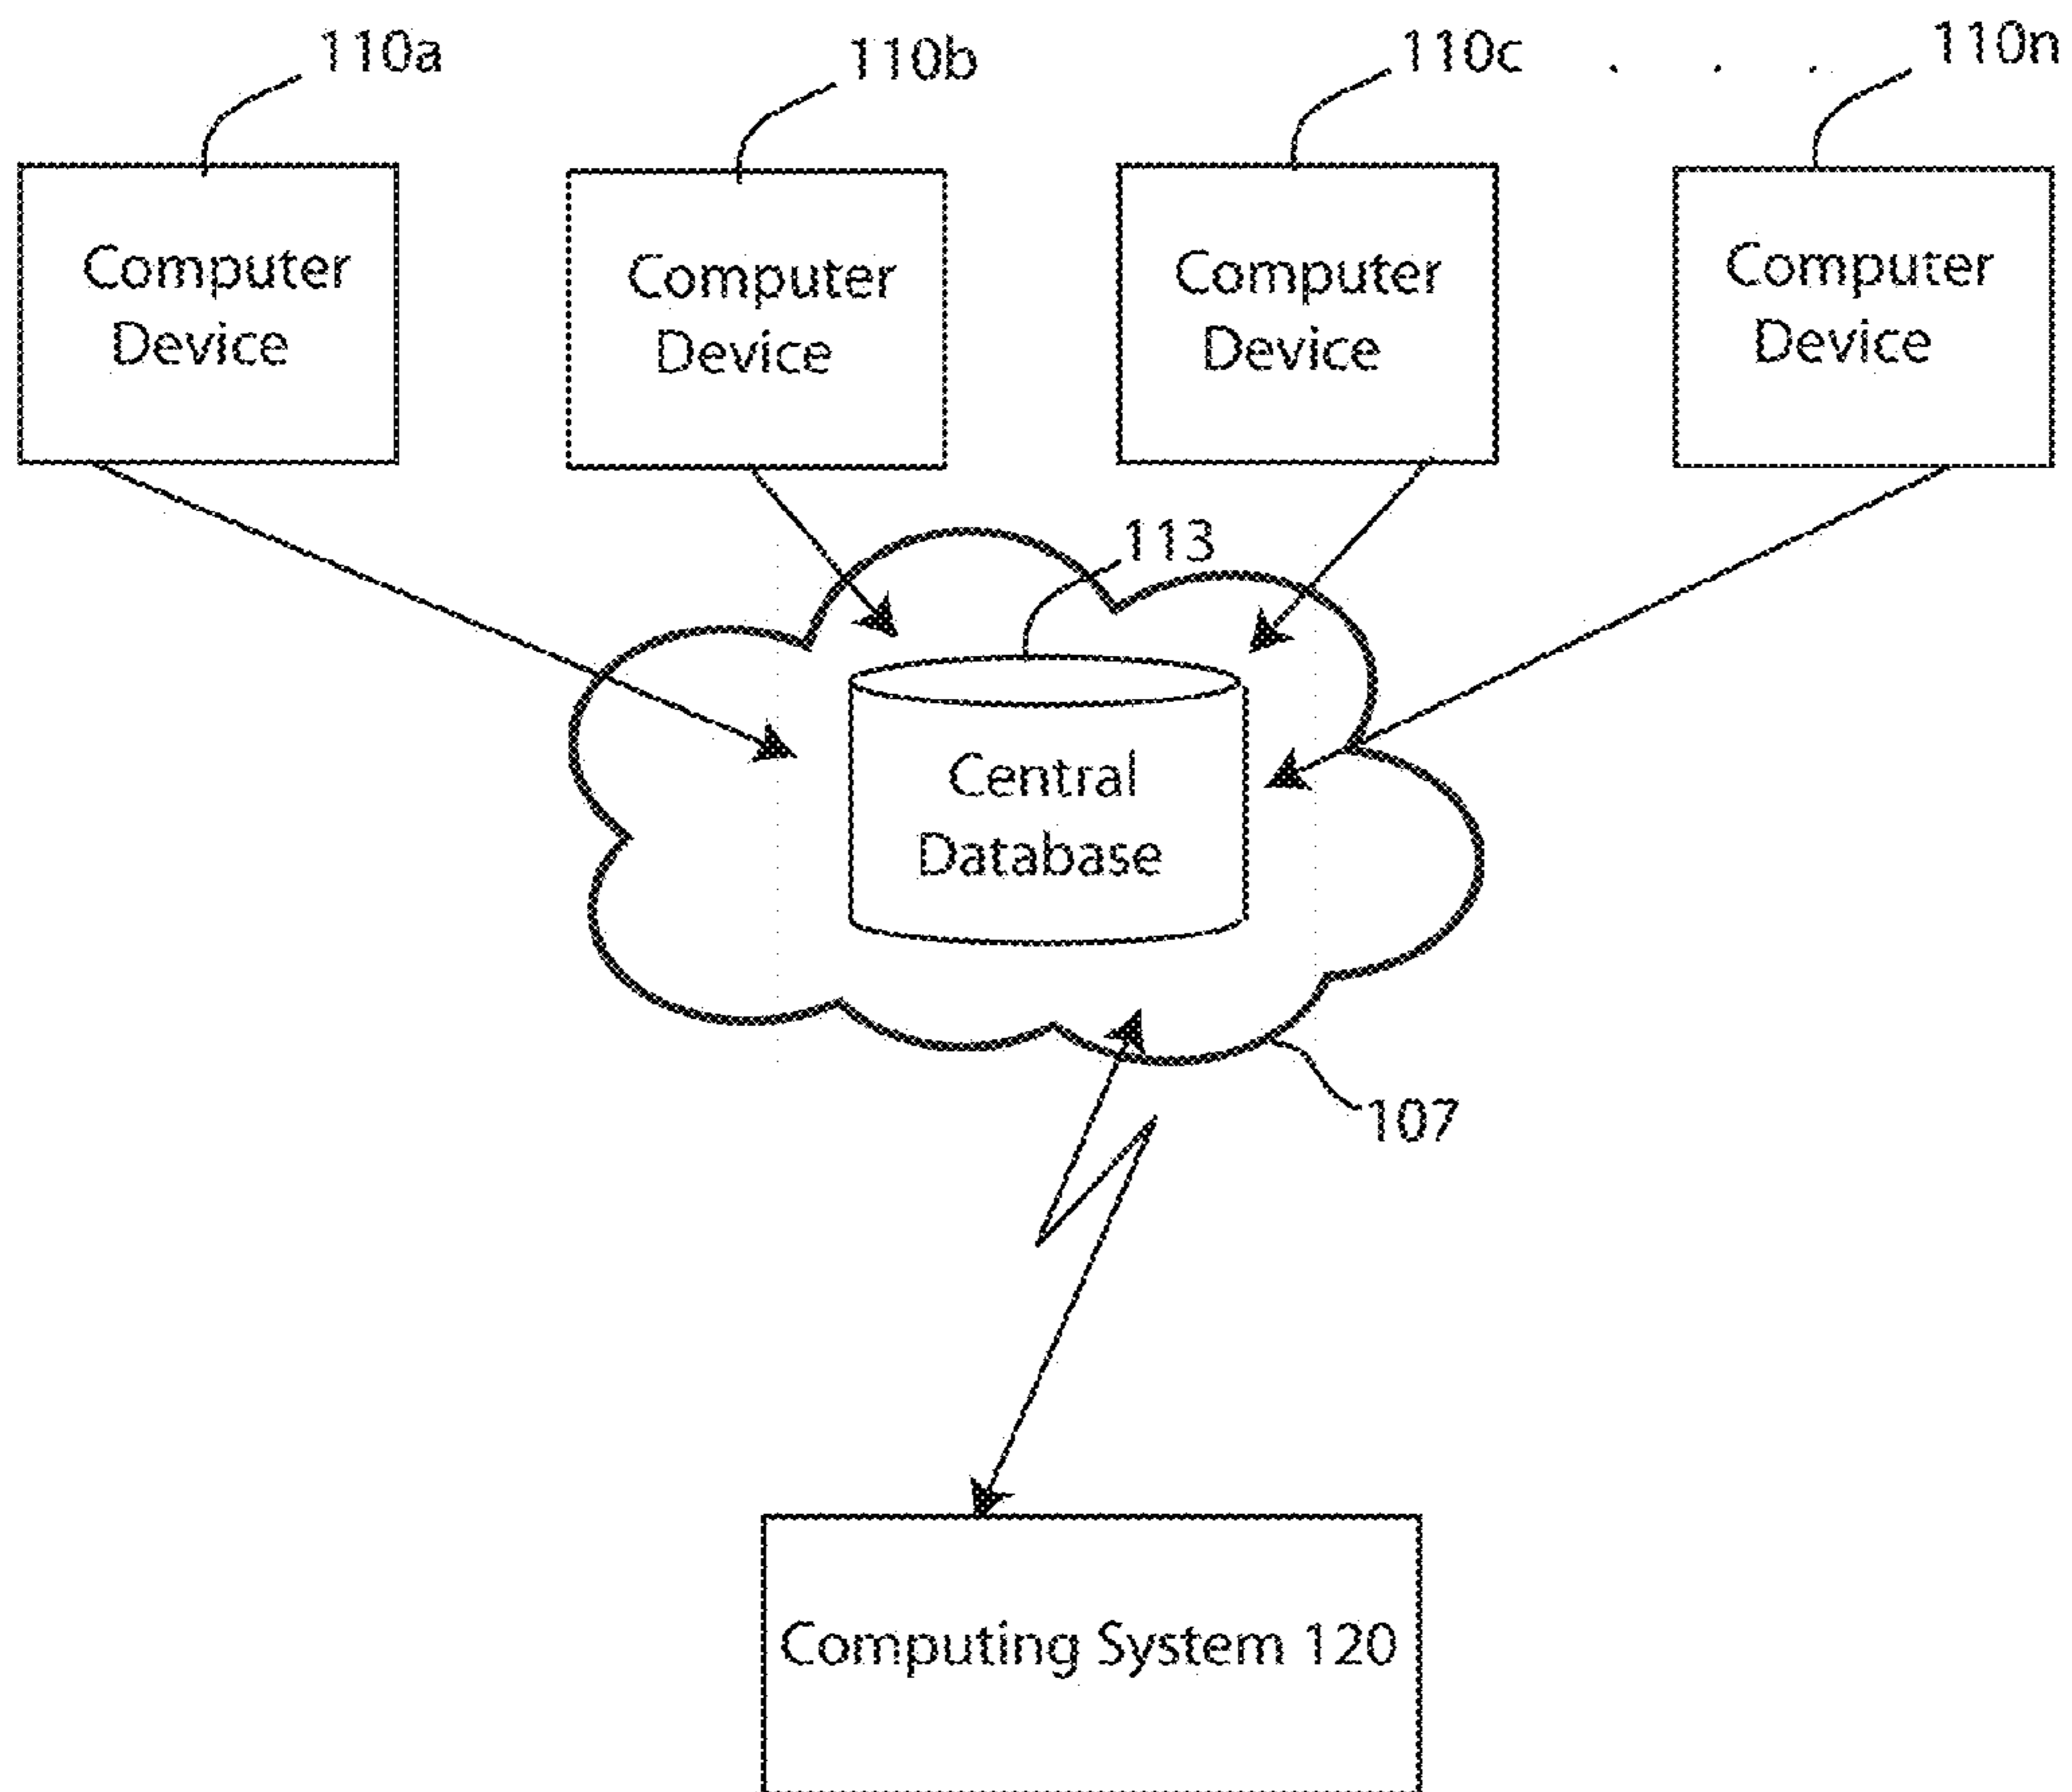 110a 110b 110c . . . 110n
Computer Computer Computer Computer
Device Device Device Device
113
Central
Database
107
Computing System 120